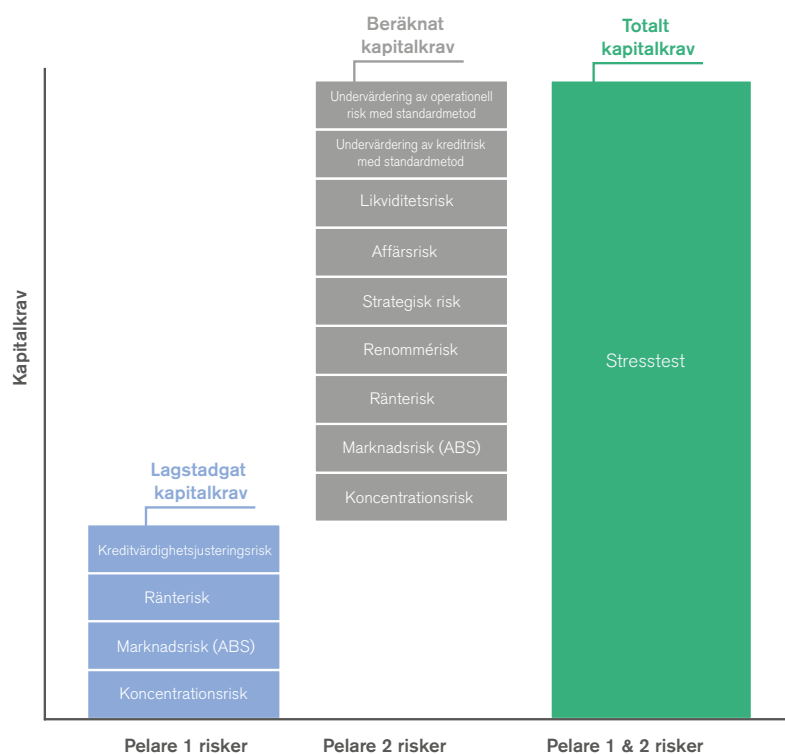 Beräknat
kapitalkrav
Totalt
kapitalkrav
Undervärdering av operationell
risk med standardmetod
Undervärdering av kreditrisk
med standardmetod
Likviditetsrisk
Affärsrisk
Strategisk risk
Renommérisk
Ränterisk
Marknadsrisk (ABS)
Koncentrationsrisk
Stresstest
Kapitalkrav
Lagstadgat
kapitalkrav
Kreditvärdighetsjusteringsrisk
Ränterisk
Marknadsrisk (ABS)
Koncentrationsrisk
Pelare 1 risker
Pelare 2 risker
Pelare 1 & 2 risker